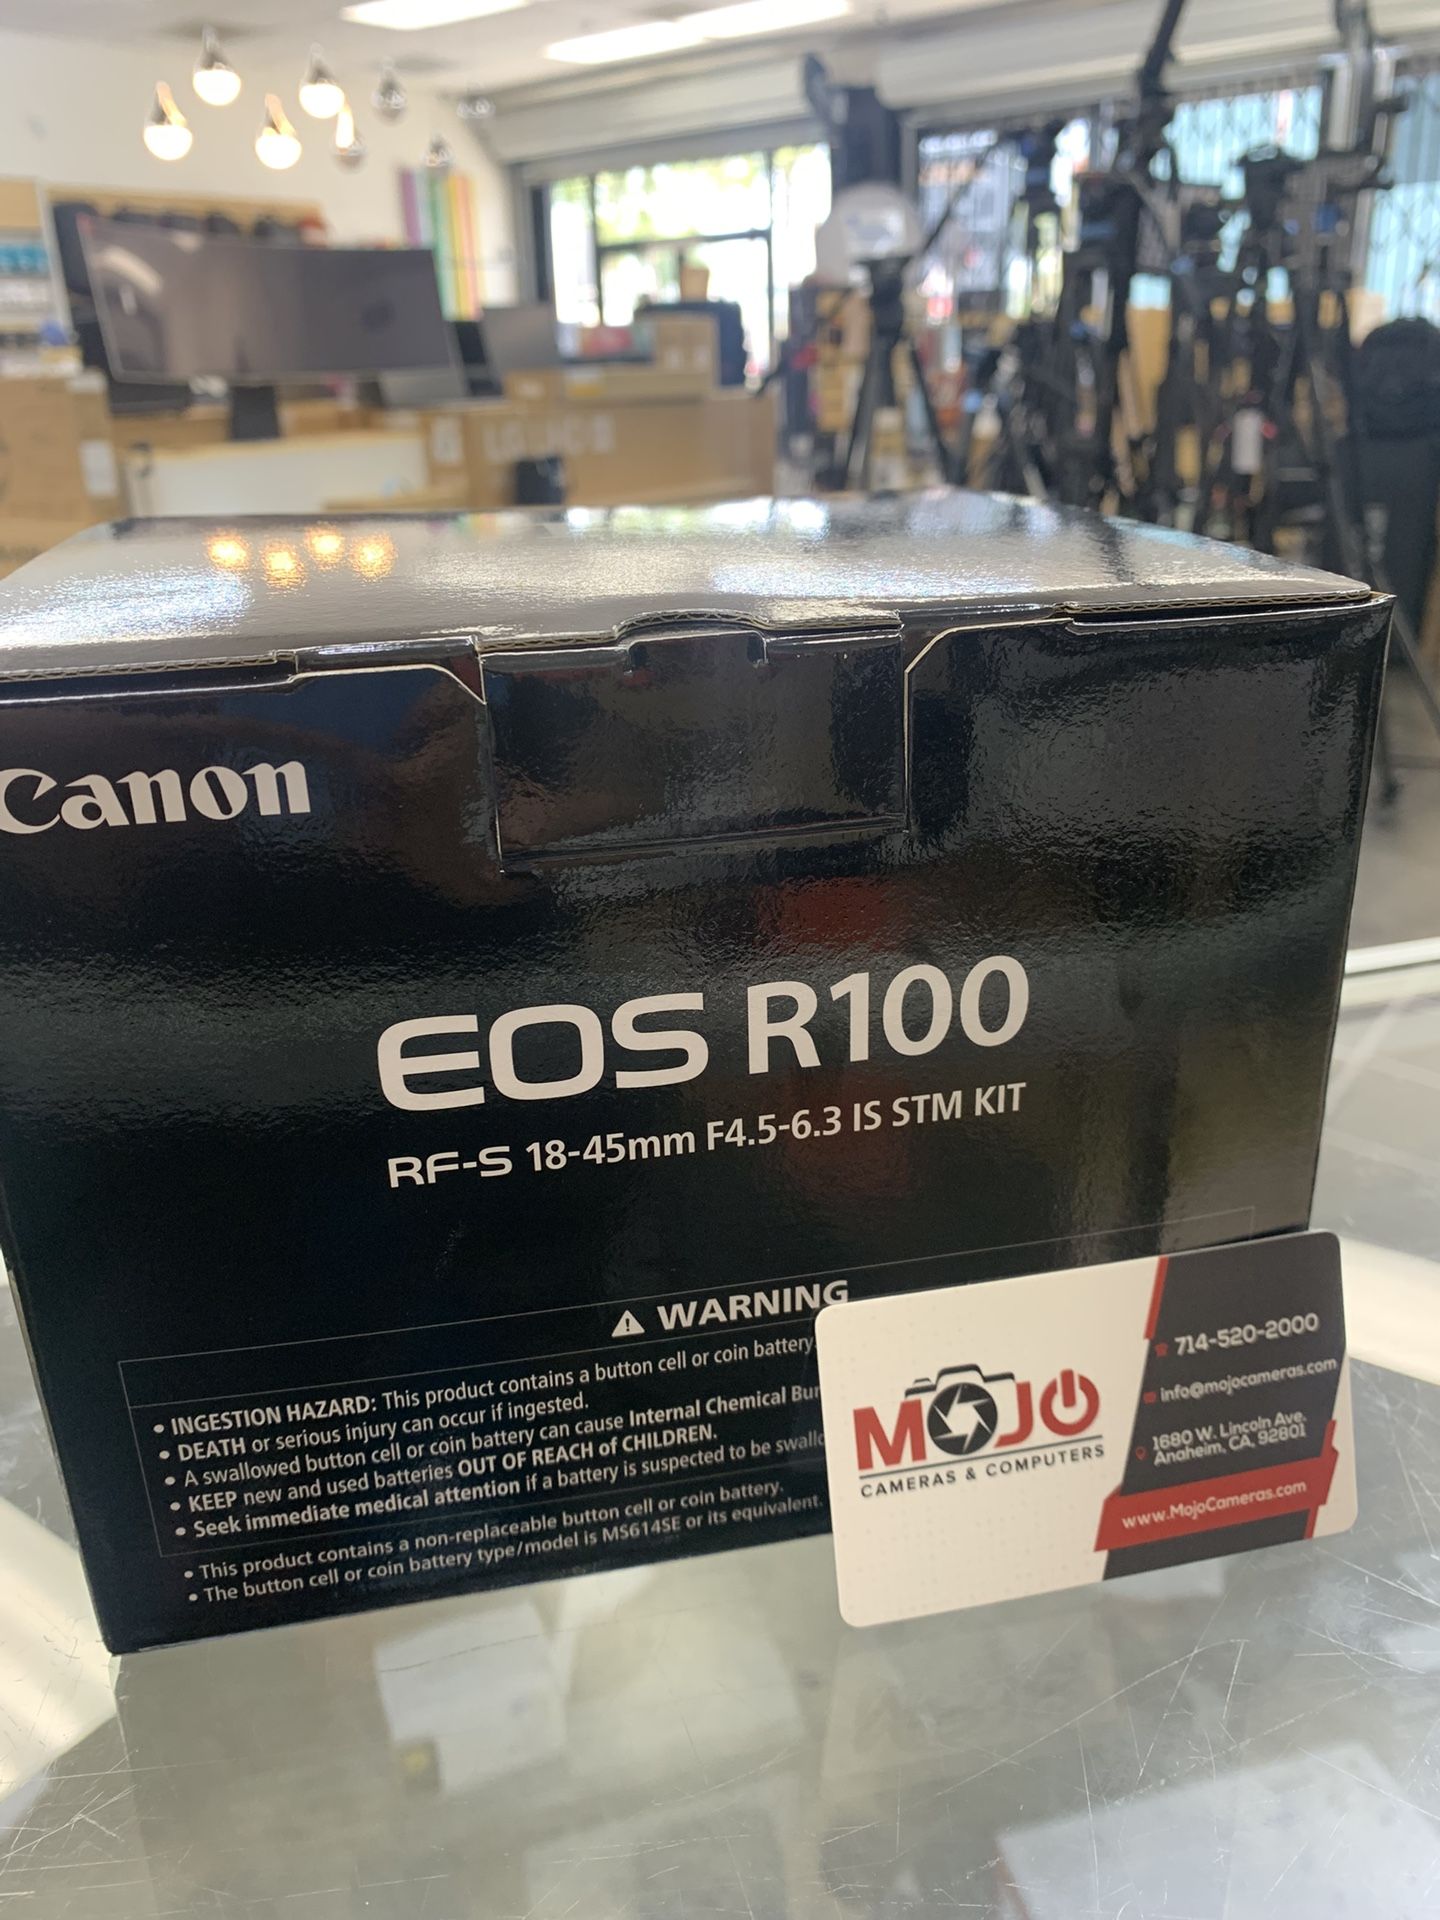 Canon
EOS R100
RF-S 18-45mm F4.5-6.3 IS STM KIT
⚠ WARNING
• INGESTION HAZARD: This product contains a button cell or coin battery
• DEATH or serious injury can occur if ingested.
• A swallowed button cell or coin battery can cause Internal Chemical Bur
• KEEP new and used batteries OUT OF REACH of CHILDREN.
• Seek immediate medical attention if a battery is suspected to be swallo
• This product contains a non-replaceable button cell or coin battery.
• The button cell or coin battery type/model is MS614SE or its equivalent.
MOJO
CAMERAS & COMPUTERS
714-520-2000
info@mojocameras.com
1680 W. Lincoln Ave.
Anaheim, CA, 92801
www.MojoCameras.com